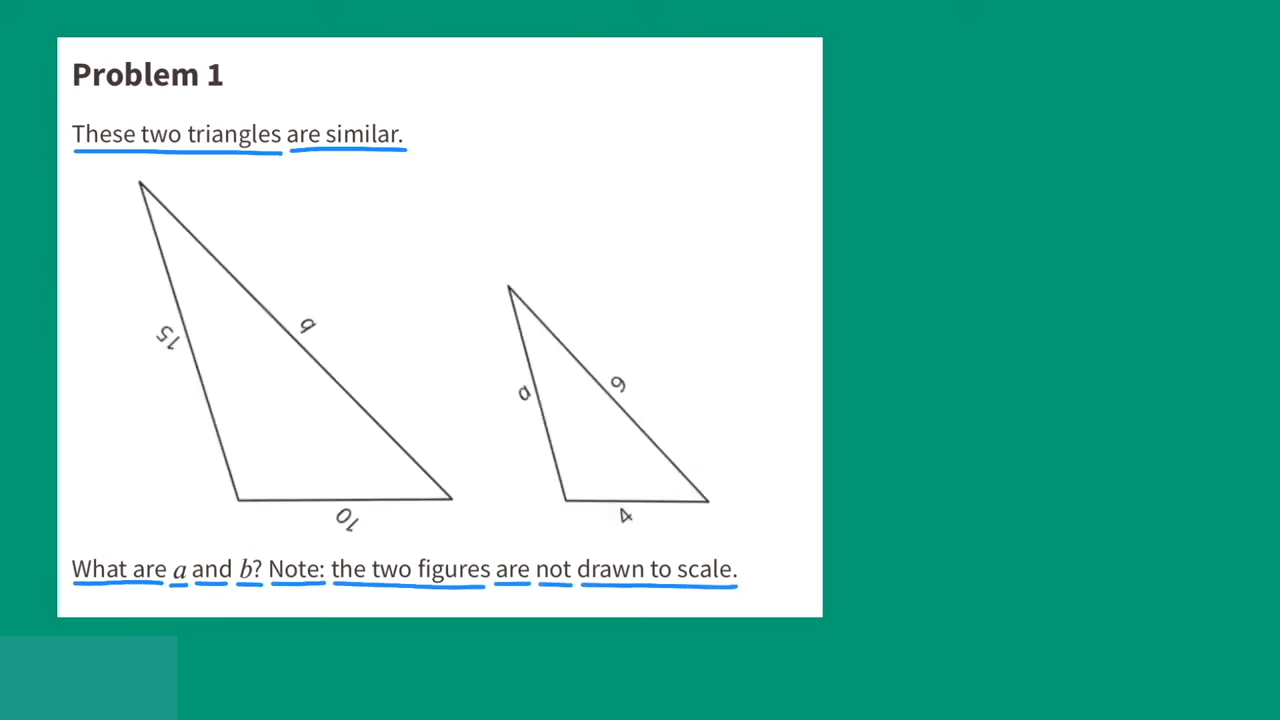 Problem 1
These two triangles are similar.
15
b
10
a
6
4
What are a and b? Note: the two figures are not drawn to scale.